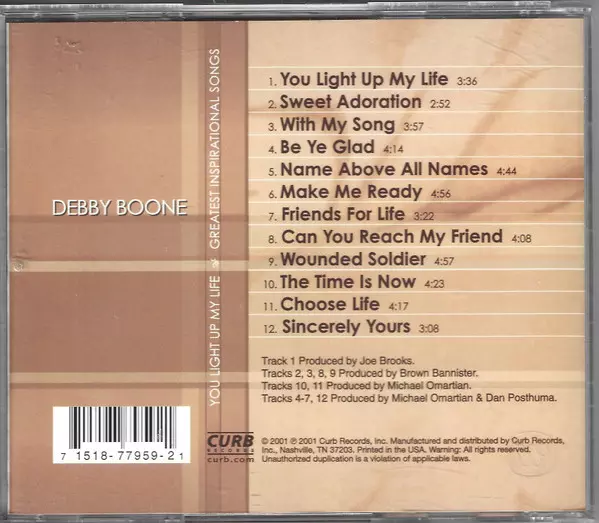 DEBBY BOONE
YOU LIGHT UP MY LIFE GREATEST INSPIRATIONAL SONGS
1. You Light Up My Life 3:36
2. Sweet Adoration 2:52
3. With My Song 3:57
4. Be Ye Glad 4:14
5. Name Above All Names 4:44
6. Make Me Ready 4:56
7. Friends For Life 3:22
8. Can You Reach My Friend 4:08
9. Wounded Soldier 4:57
10. The Time Is Now 4:23
11. Choose Life 4:17
12. Sincerely Yours 3:08
Track 1 Produced by Joe Brooks.
Tracks 2, 3, 8, 9 Produced by Brown Bannister.
Tracks 10, 11 Produced by Michael Omartian.
Tracks 4-7, 12 Produced by Michael Omartian & Dan Posthuma.
7 15187-77959-2 1
CURB
RECORDS
curb.com
© 2001 ℗ 2001 Curb Records, Inc. Manufactured and distributed by Curb Records,
Inc., Nashville, TN 37203. Printed in the USA. Warning: All rights reserved.
Unauthorized duplication is a violation of applicable laws.